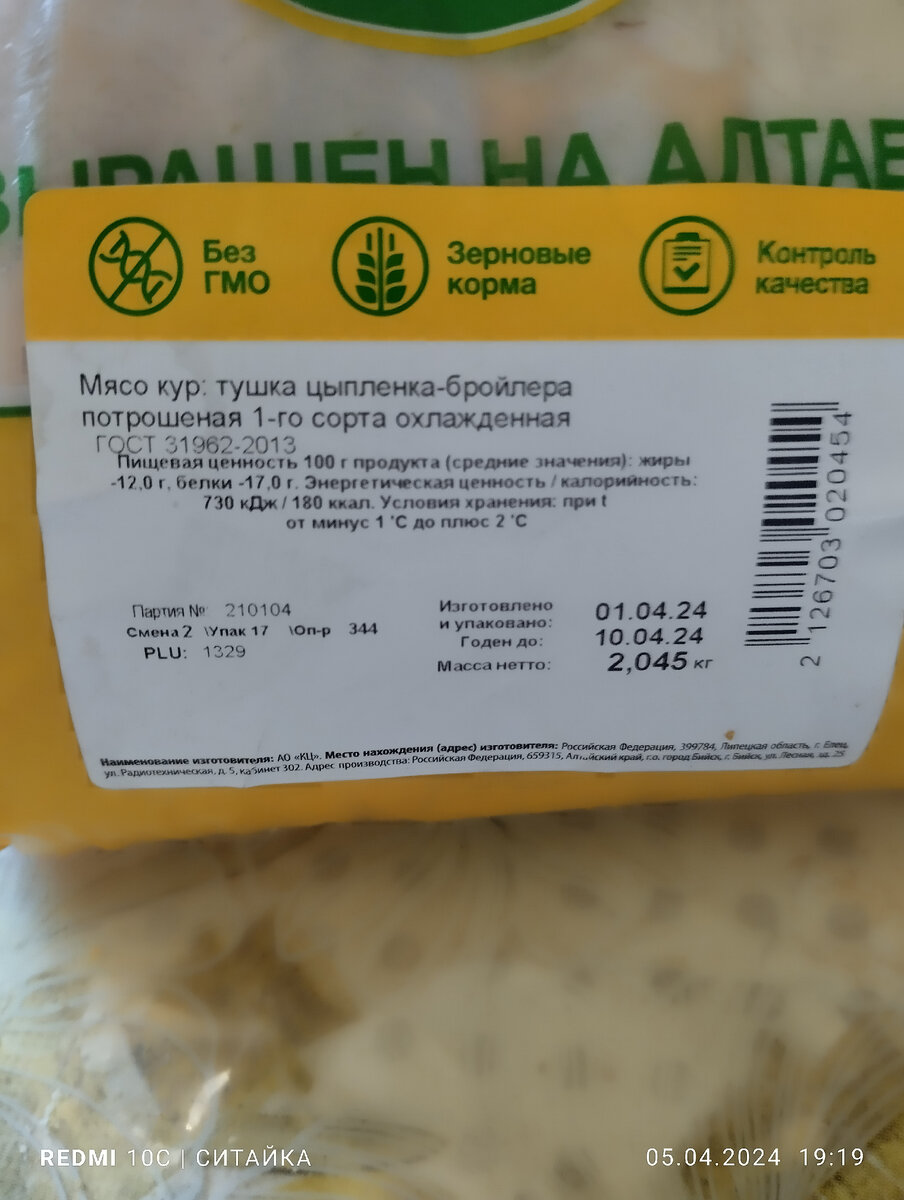 ВЫРАЩЕН НА АЛТАЕ
Без
ГМО
Зерновые
корма
Контроль
качества
Мясо кур: тушка цыпленка-бройлера
потрошеная 1-го сорта охлажденная
ГОСТ 31962-2013
Пищевая ценность 100 г продукта (средние значения): жиры
-12,0 г, белки -17,0 г. Энергетическая ценность / калорийность:
730 кДж / 180 ккал. Условия хранения: при t
от минус 1 °С до плюс 2 °С
Партия № 210104
Смена 2 \Упак 17 \Оп-р 344
PLU: 1329
Изготовлено
и упаковано: 01.04.24
Годен до: 10.04.24
Масса нетто: 2,045 кг
2 126703 020454
Наименование изготовителя: АО «КЦ». Место нахождения (адрес) изготовителя: Российская Федерация, 399784, Липецкая область, г. Елец,
ул. Радиотехническая, д. 5, кабинет 302. Адрес производства: Российская Федерация, 659315, Алтайский край, г.о. город Бийск, г. Бийск, ул. Лесная, зд. 25.
REDMI 10C | СИТАЙКА
05.04.2024 19:19